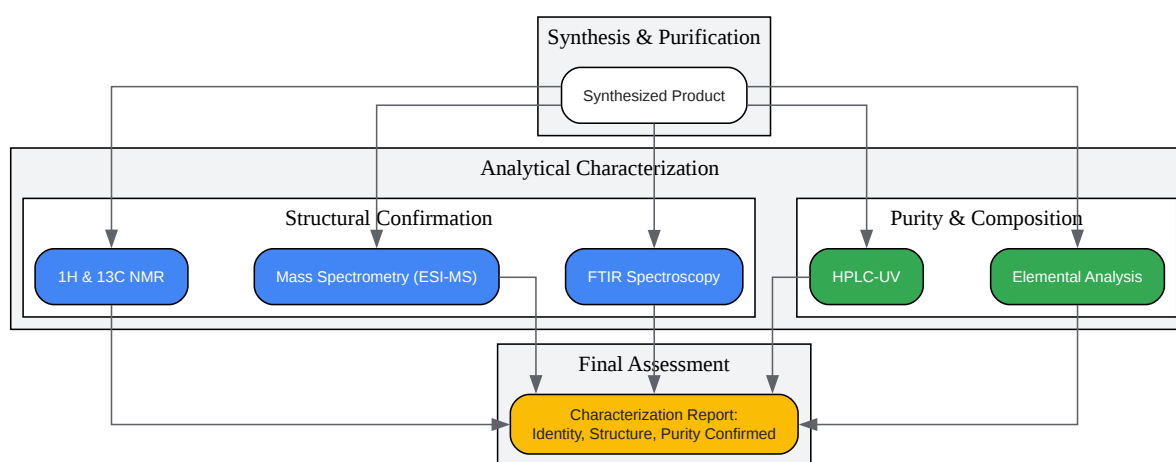 Synthesis & Purification
Synthesized Product
Analytical Characterization
Structural Confirmation
Purity & Composition
1H & 13C NMR
Mass Spectrometry (ESI-MS)
FTIR Spectroscopy
HPLC-UV
Elemental Analysis
Final Assessment
Characterization Report:
Identity, Structure, Purity Confirmed